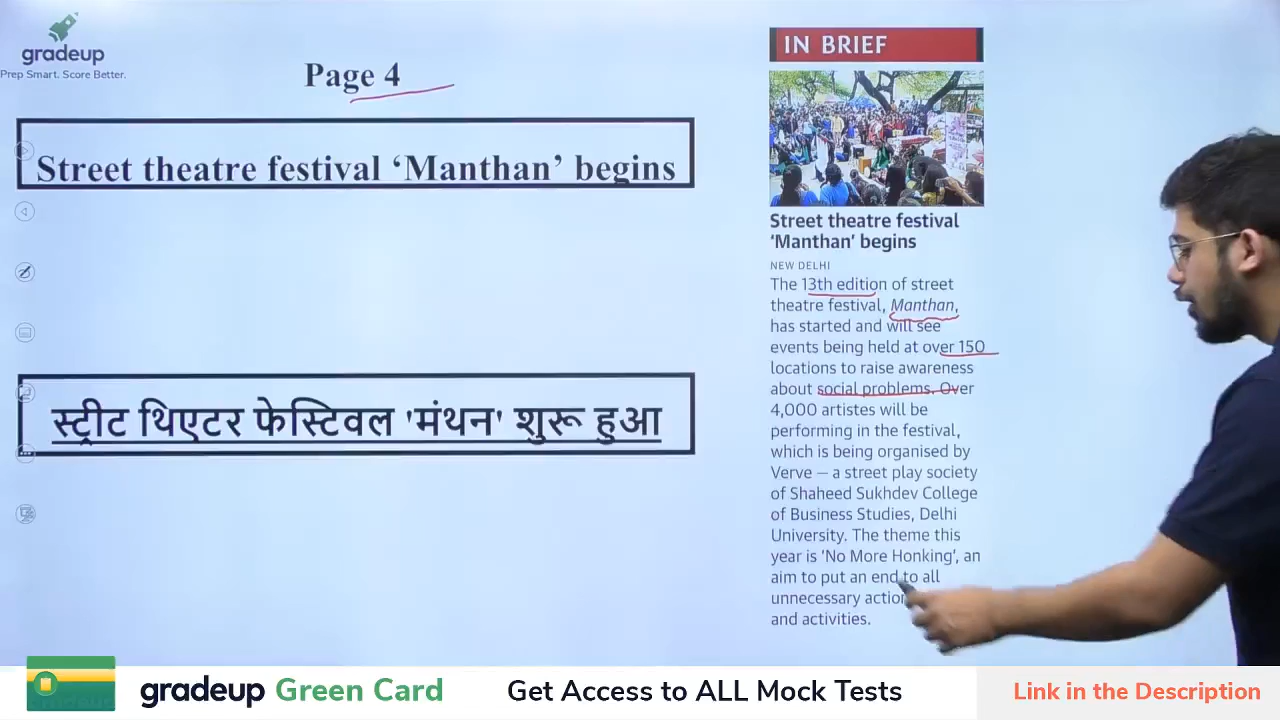 gradeup
Prep Smart. Score Better.
Page 4
Street theatre festival ‘Manthan’ begins
स्ट्रीट थिएटर फेस्टिवल 'मंथन' शुरू हुआ
IN BRIEF
Street theatre festival
‘Manthan’ begins
NEW DELHI
The 13th edition of street
theatre festival, Manthan,
has started and will see
events being held at over 150
locations to raise awareness
about social problems. Over
4,000 artistes will be
performing in the festival,
which is being organised by
Verve — a street play society
of Shaheed Sukhdev College
of Business Studies, Delhi
University. The theme this
year is ‘No More Honking’, an
aim to put an end to all
unnecessary
and activities.
gradeup Green Card
Get Access to ALL Mock Tests
Link in the Description